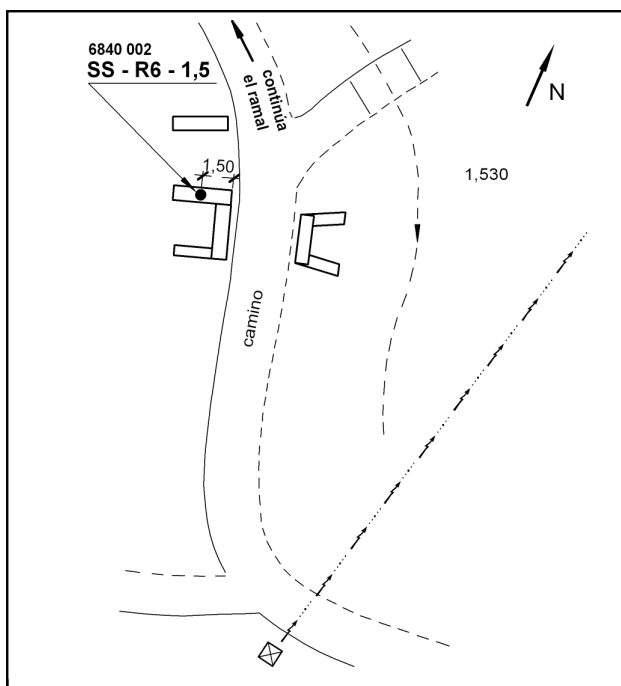 6840 002
SS - R6 - 1,5
continúa
el ramal
N
1,50
1,530
camino